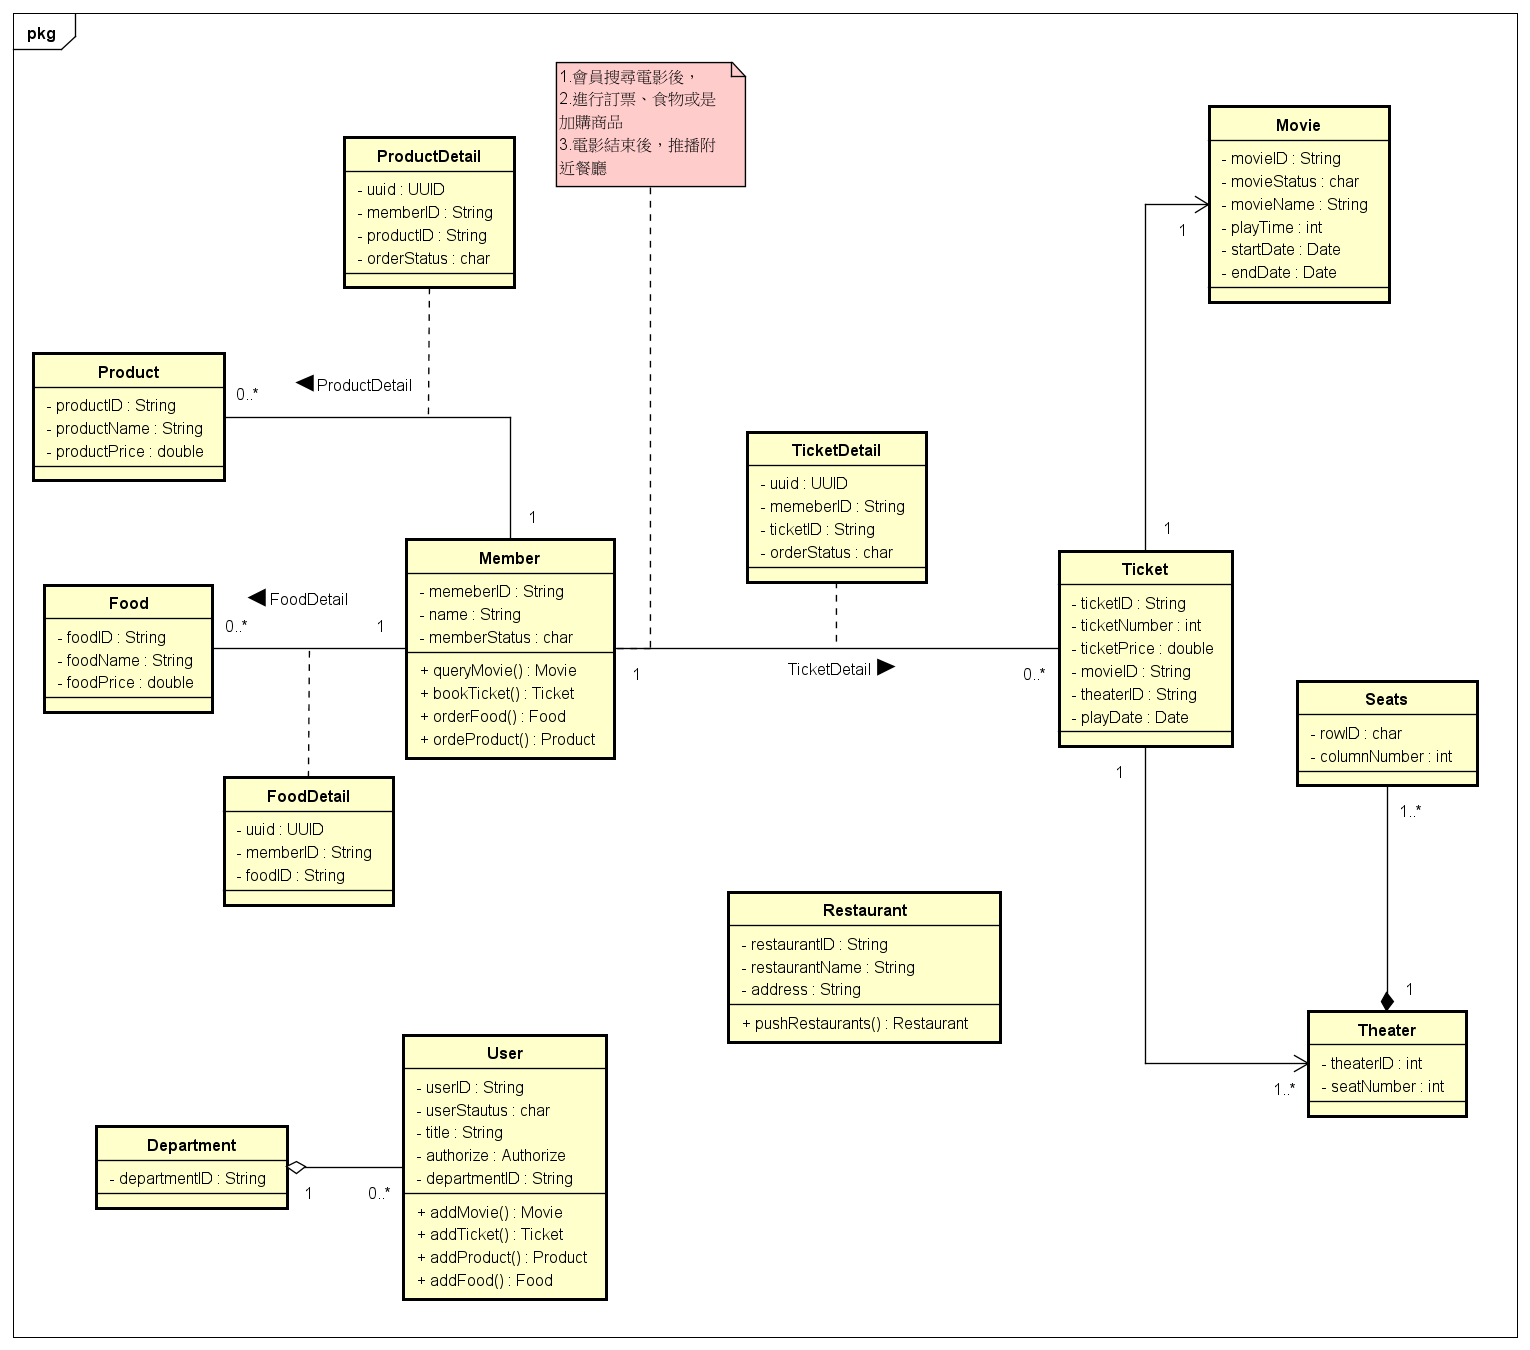 pkg
1.會員搜尋電影後，
2.進行訂票、食物或是
加購商品
3.電影結束後，推播附
近餐廳
Movie
- movieID : String
- movieStatus : char
- movieName : String
- playTime : int
- startDate : Date
- endDate : Date
ProductDetail
- uuid : UUID
- memberID : String
- productID : String
- orderStatus : char
1
Product
- productID : String
- productName : String
- productPrice : double
0..*
ProductDetail
1
TicketDetail
- uuid : UUID
- memeberID : String
- ticketID : String
- orderStatus : char
1
Member
- memeberID : String
- name : String
- memberStatus : char
+ queryMovie() : Movie
+ bookTicket() : Ticket
+ orderFood() : Food
+ ordeProduct() : Product
Food
- foodID : String
- foodName : String
- foodPrice : double
FoodDetail
0..*
1
1
TicketDetail
0..*
Ticket
- ticketID : String
- ticketNumber : int
- ticketPrice : double
- movieID : String
- theaterID : String
- playDate : Date
1
Seats
- rowID : char
- columnNumber : int
1..*
FoodDetail
- uuid : UUID
- memberID : String
- foodID : String
Restaurant
- restaurantID : String
- restaurantName : String
- address : String
+ pushRestaurants() : Restaurant
1
Theater
- theaterID : int
- seatNumber : int
1..*
User
- userID : String
- userStautus : char
- title : String
- authorize : Authorize
- departmentID : String
+ addMovie() : Movie
+ addTicket() : Ticket
+ addProduct() : Product
+ addFood() : Food
Department
- departmentID : String
1
0..*